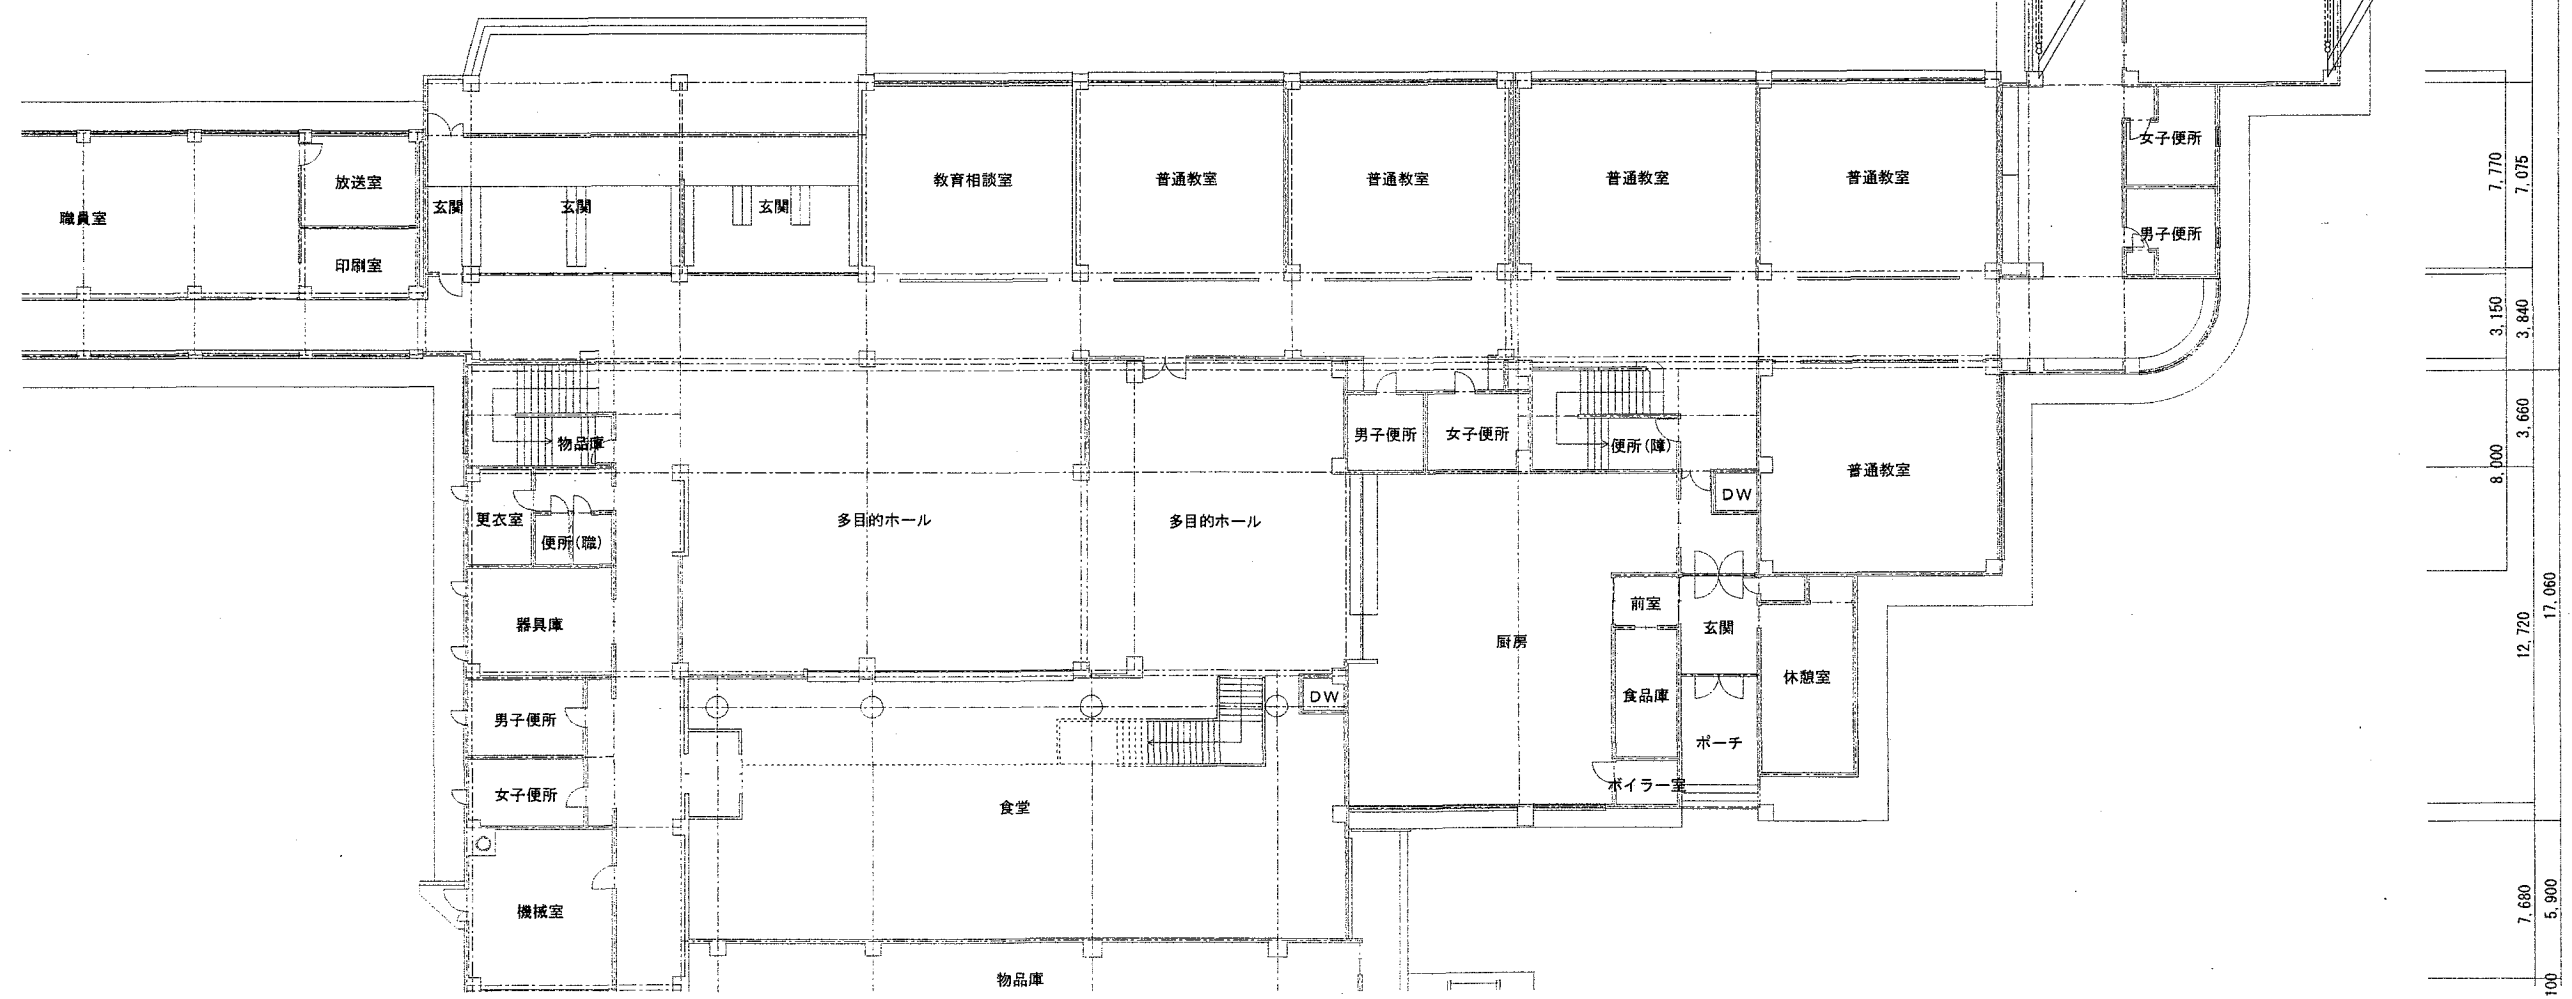 女子便所
放送室
教育相談室
普通教室
普通教室
普通教室
普通教室
7,770
7,075
職員室
玄関
玄関
玄関
男子便所
印刷室
3,150
3,840
物品庫
男子便所
女子便所
便所(障)
普通教室
3,660
8,000
更衣室
便所(職)
多目的ホール
多目的ホール
DW
器具庫
厨房
前室
玄関
12,720
17,060
男子便所
DW
食品庫
休憩室
ポーチ
女子便所
食堂
ボイラー室
機械室
7,680
5,900
物品庫
100